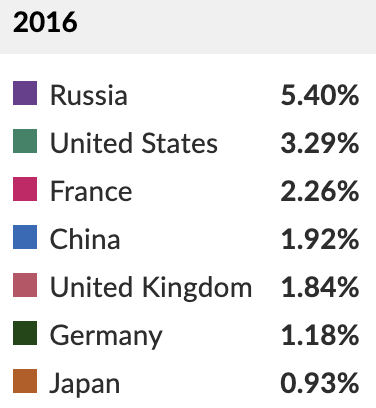 2016
Russia 5.40%
United States 3.29%
France 2.26%
China 1.92%
United Kingdom 1.84%
Germany 1.18%
Japan 0.93%